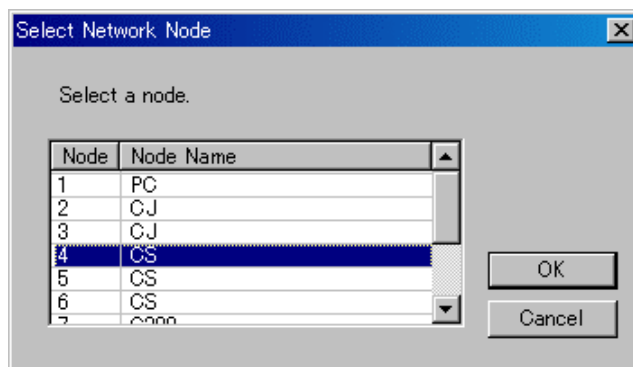 Select Network Node
Select a node.
Node Node Name
1 PC
2 CJ
3 CJ
4 CS
5 CS
6 CS
OK
Cancel